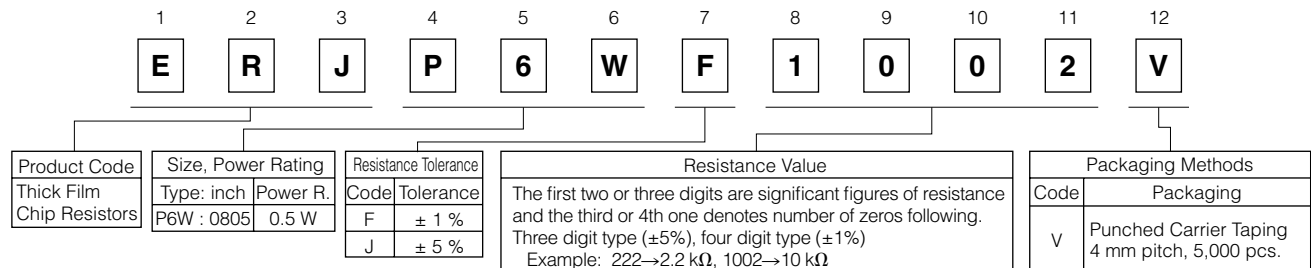 1 2 3 4 5 6 7 8 9 10 11 12
E R J P 6 W F 1 0 0 2 V
Product Code
Thick Film
Chip Resistors
Size, Power Rating
Type: inch Power R.
P6W : 0805 0.5 W
Resistance Tolerance
Code Tolerance
F ± 1 %
J ± 5 %
Resistance Value
The first two or three digits are significant figures of resistance
and the third or 4th one denotes number of zeros following.
Three digit type (±5%), four digit type (±1%)
Example: 222→2.2 kΩ, 1002→10 kΩ
Packaging Methods
Code Packaging
V Punched Carrier Taping
4 mm pitch, 5,000 pcs.